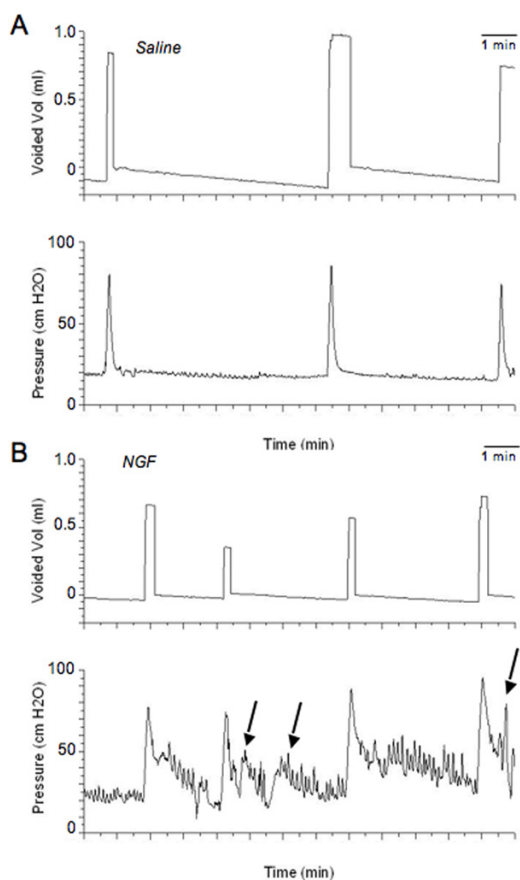 A
Saline
1 min
Voided Vol (ml)
1.0
0.5
0
Pressure (cm H2O)
100
50
0
Time (min)
B
NGF
1 min
Voided Vol (ml)
1.0
0.5
0
Pressure (cm H2O)
100
50
0
Time (min)